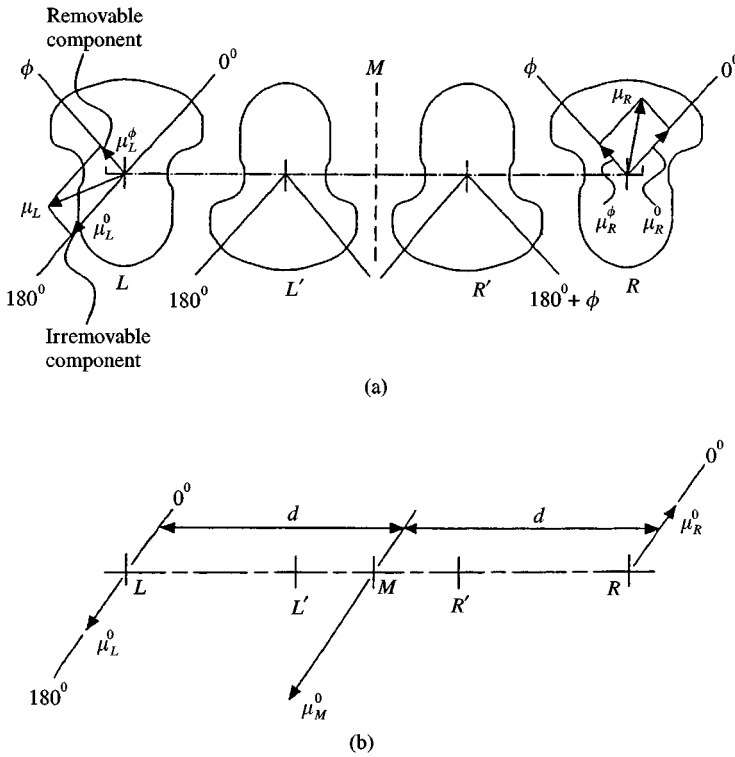 Removable
component
ϕ
0⁰
M
ϕ
0⁰
μ_R
μ_L^ϕ
μ_L
μ_L^0
μ_R^ϕ
μ_R^0
180⁰
L
180⁰
L′
R′
180⁰ + ϕ
R
Irremovable
component
(a)
0⁰
0⁰
d
d
μ_R^0
L
L′
M
R′
R
μ_L^0
180⁰
μ_M^0
(b)